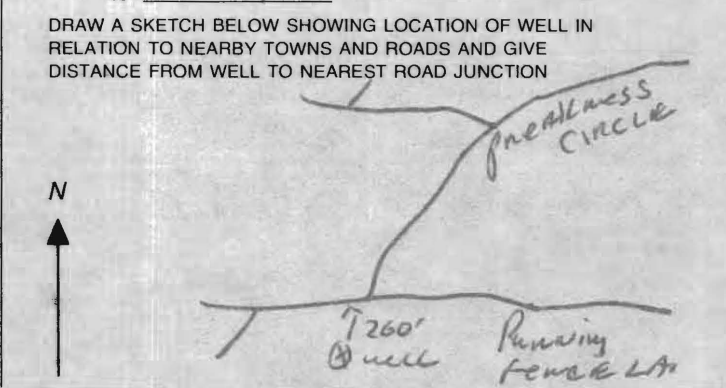 DRAW A SKETCH BELOW SHOWING LOCATION OF WELL IN
RELATION TO NEARBY TOWNS AND ROADS AND GIVE
DISTANCE FROM WELL TO NEAREST ROAD JUNCTION
PREAKNESS
CIRCLE
N
260'
well
Running
Fence LA